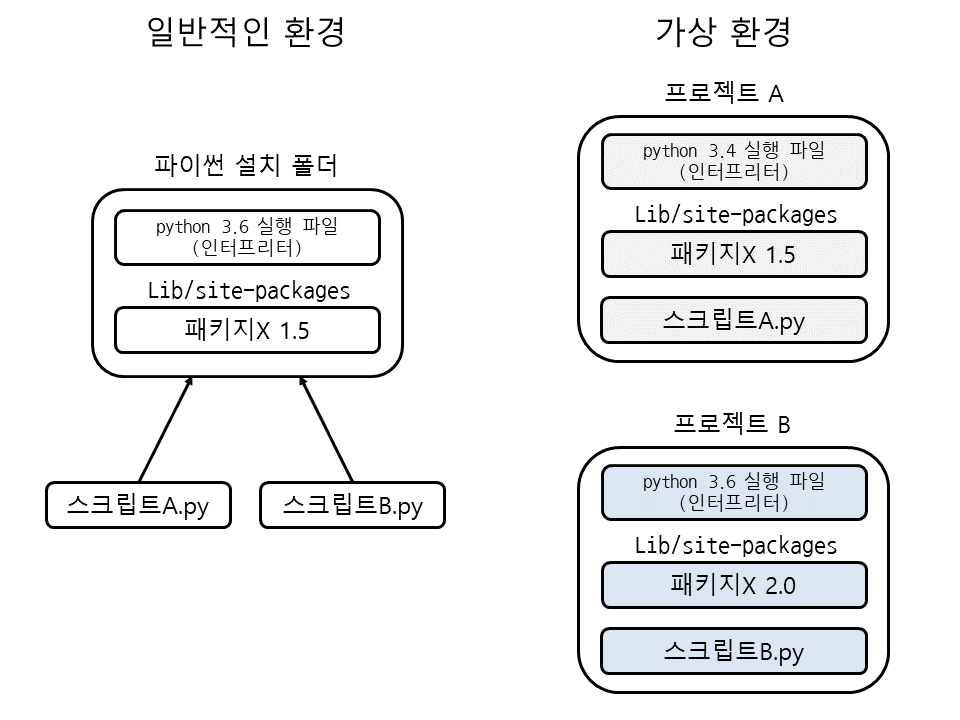 일반적인 환경
파이썬 설치 폴더
python 3.6 실행 파일
(인터프리터)
Lib/site-packages
패키지X 1.5
스크립트A.py
스크립트B.py
가상 환경
프로젝트 A
python 3.4 실행 파일
(인터프리터)
Lib/site-packages
패키지X 1.5
스크립트A.py
프로젝트 B
python 3.6 실행 파일
(인터프리터)
Lib/site-packages
패키지X 2.0
스크립트B.py